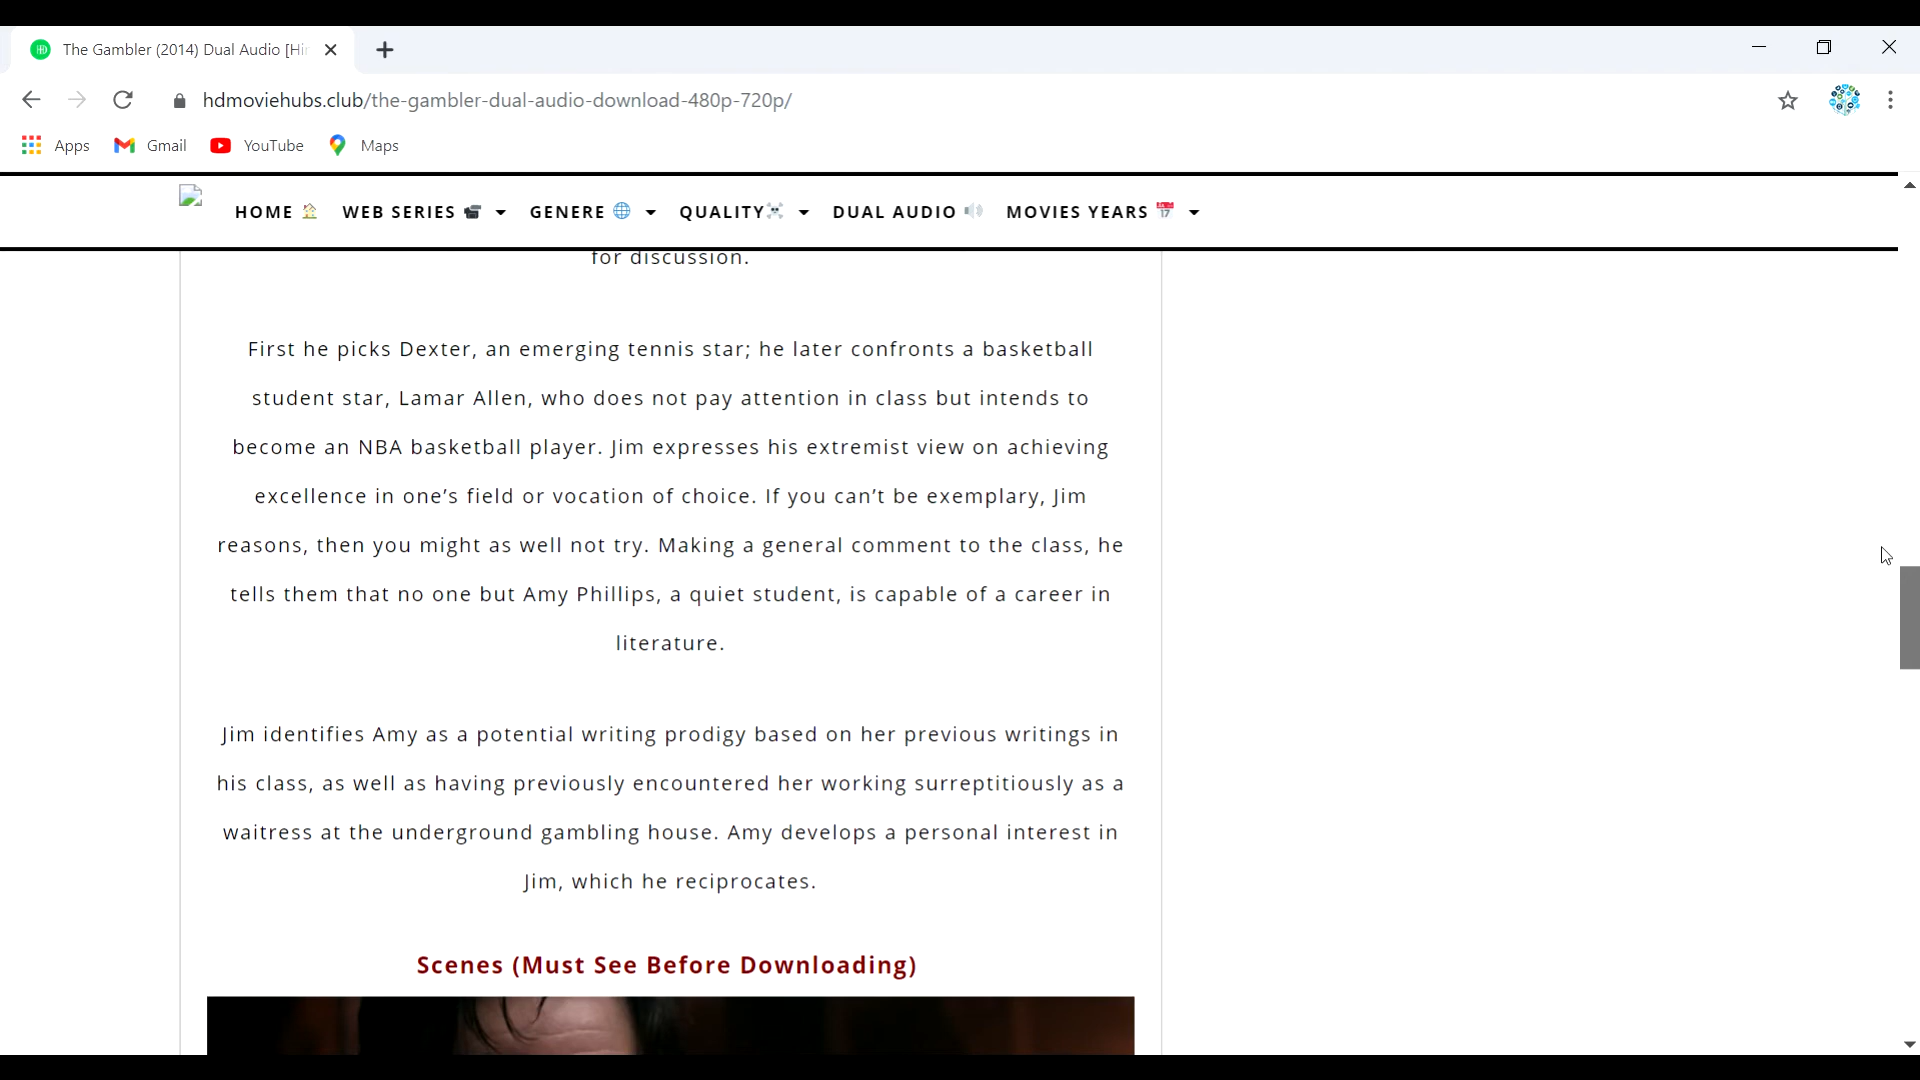 The Gambler (2014) Dual Audio [Hin
hdmoviehubs.club/the-gambler-dual-audio-download-480p-720p/
Apps Gmail YouTube Maps
HOME WEB SERIES GENERE QUALITY DUAL AUDIO MOVIES YEARS
for discussion.
First he picks Dexter, an emerging tennis star; he later confronts a basketball
student star, Lamar Allen, who does not pay attention in class but intends to
become an NBA basketball player. Jim expresses his extremist view on achieving
excellence in one's field or vocation of choice. If you can't be exemplary, Jim
reasons, then you might as well not try. Making a general comment to the class, he
tells them that no one but Amy Phillips, a quiet student, is capable of a career in
literature.
Jim identifies Amy as a potential writing prodigy based on her previous writings in
his class, as well as having previously encountered her working surreptitiously as a
waitress at the underground gambling house. Amy develops a personal interest in
Jim, which he reciprocates.
Scenes (Must See Before Downloading)